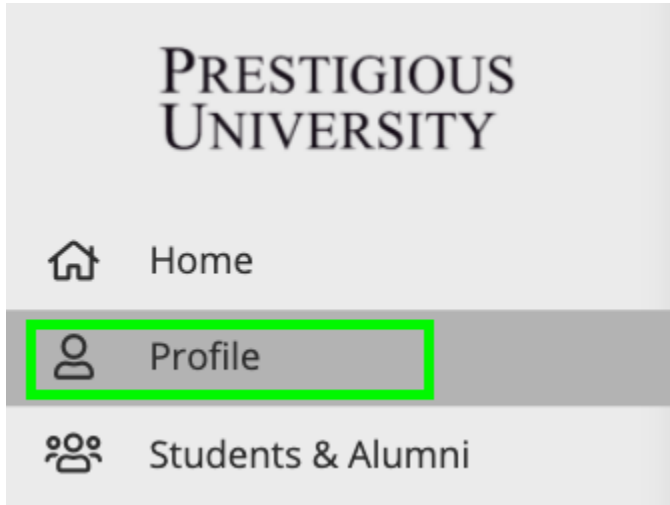 PRESTIGIOUS
UNIVERSITY
Home
Profile
Students & Alumni